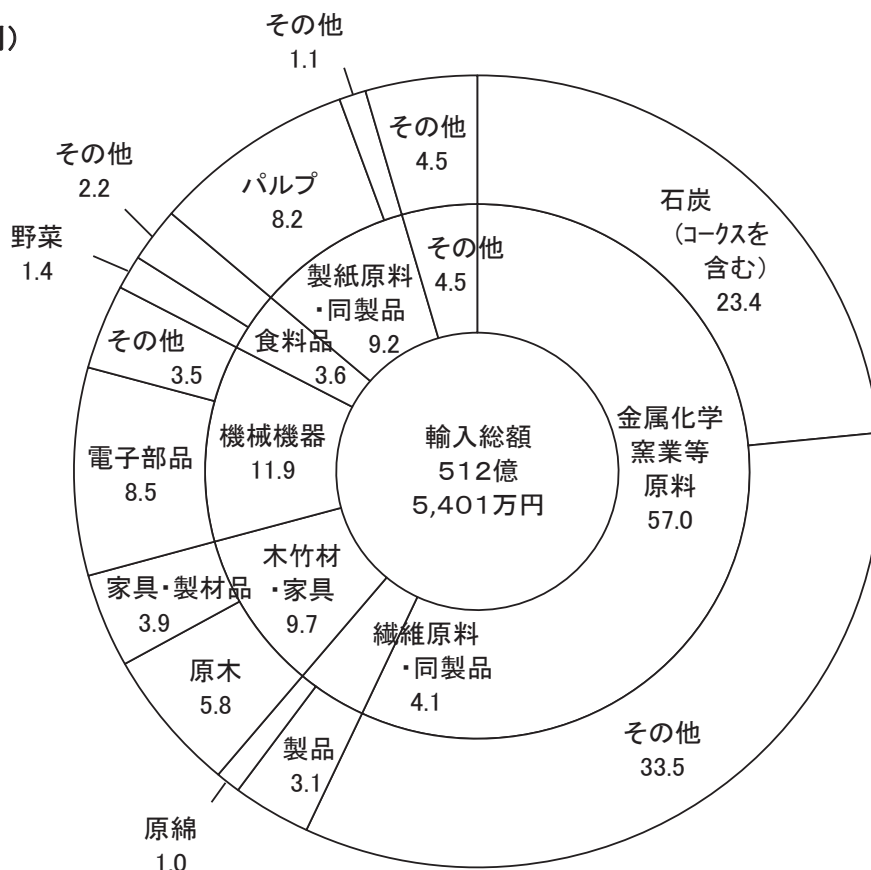 別)
その他
1.1
その他
4.5
石炭
(コークスを
含む)
23.4
パルプ
8.2
その他
2.2
野菜
1.4
その他
3.5
電子部品
8.5
家具・製材品
3.9
原木
5.8
原綿
1.0
製品
3.1
その他
33.5
その他
4.5
製紙原料
・同製品
9.2
食料品
3.6
機械機器
11.9
木竹材
・家具
9.7
繊維原料
・同製品
4.1
金属化学
窯業等
原料
57.0
輸入総額
512億
5,401万円